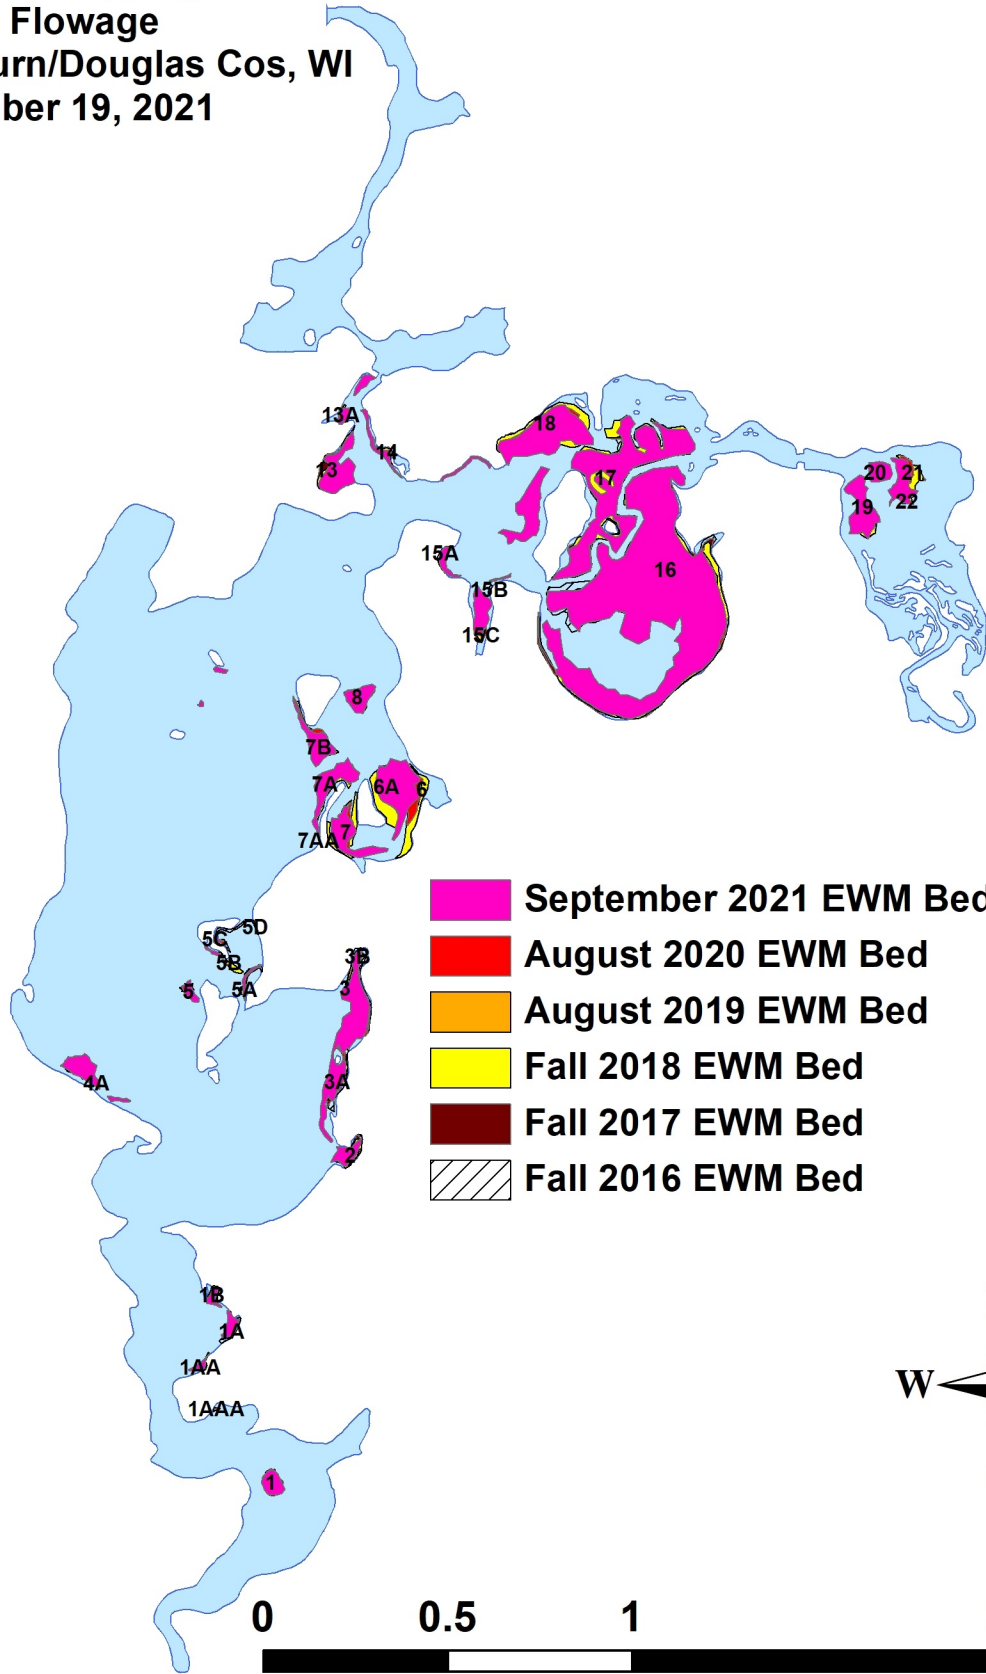 Flowage
urn/Douglas Cos, WI
ber 19, 2021
13A
14
13
18
17
16
20
21
19
22
15A
15B
15C
8
7B
7A
6A
6
7
7AA
September 2021 EWM Bed
August 2020 EWM Bed
August 2019 EWM Bed
Fall 2018 EWM Bed
Fall 2017 EWM Bed
Fall 2016 EWM Bed
5D
5C
5B
5A
5
3B
3
3A
4A
2
1B
1A
1AA
1AAA
1
W
0 0.5 1